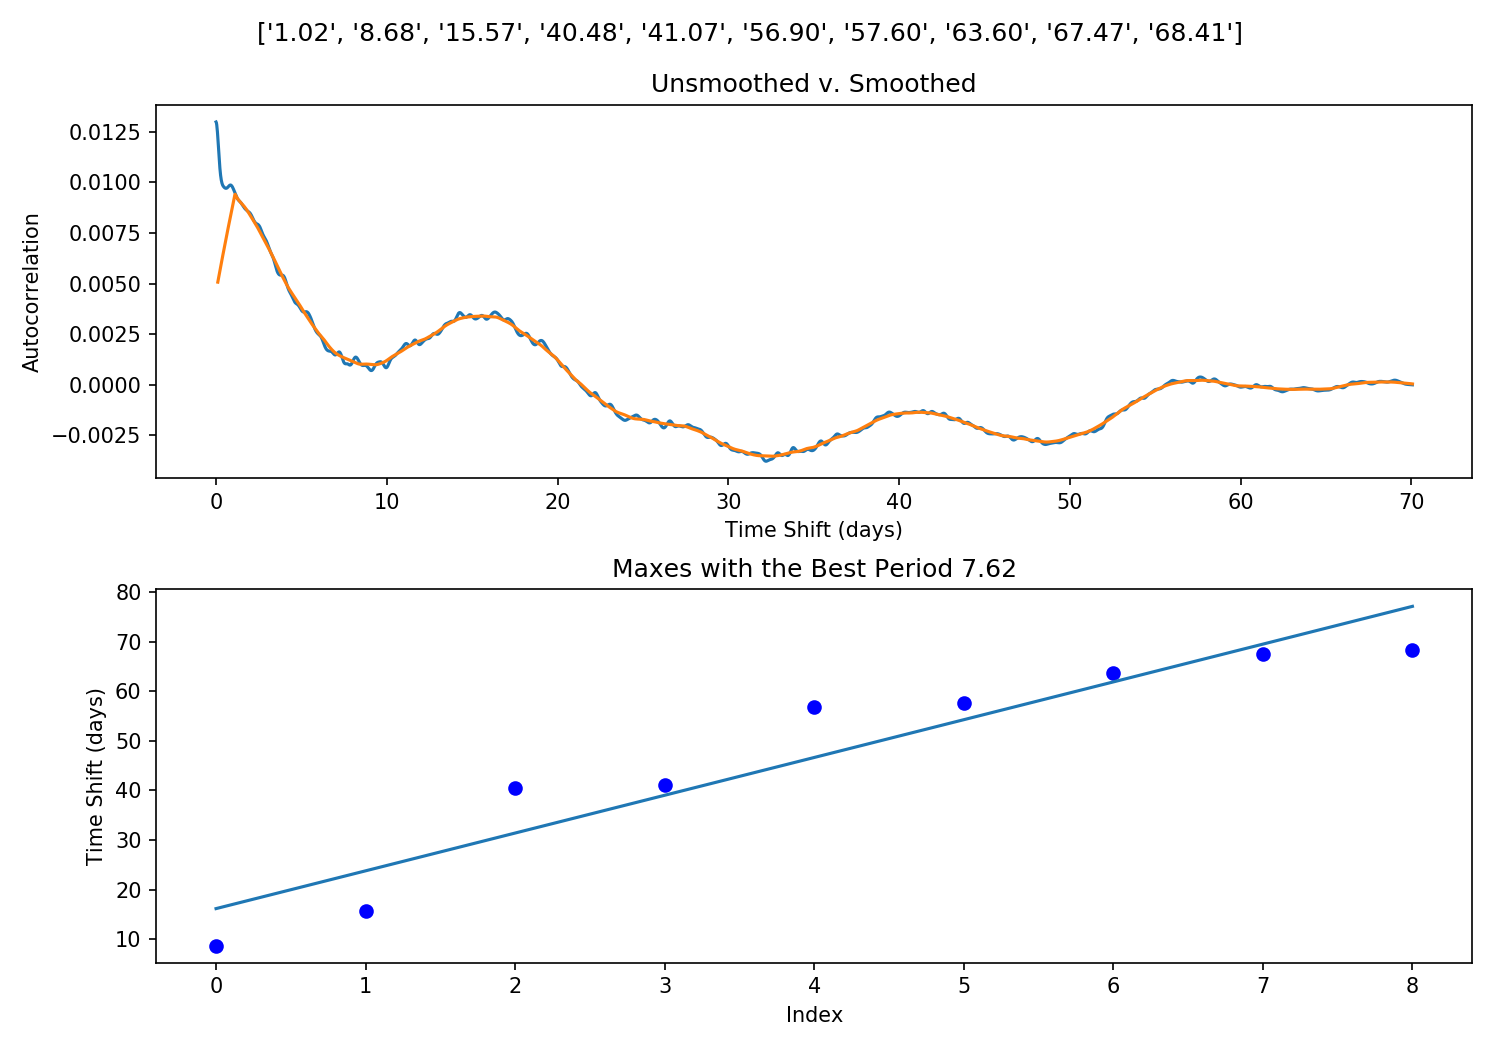 ['1.02', '8.68', '15.57', '40.48', '41.07', '56.90', '57.60', '63.60', '67.47', '68.41']
Unsmoothed v. Smoothed
0.0125
0.0100
0.0075
0.0050
0.0025
0.0000
−0.0025
Autocorrelation
0 10 20 30 40 50 60 70
Time Shift (days)
Maxes with the Best Period 7.62
80
70
60
50
40
30
20
10
Time Shift (days)
0 1 2 3 4 5 6 7 8
Index